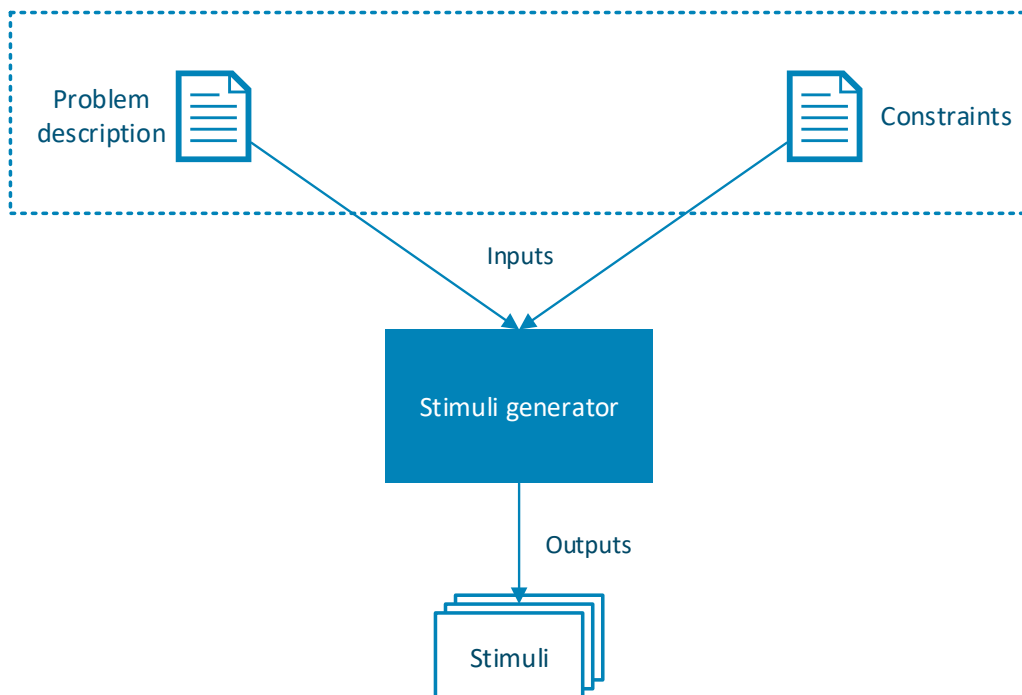 Problem
description
Constraints
Inputs
Stimuli generator
Outputs
Stimuli